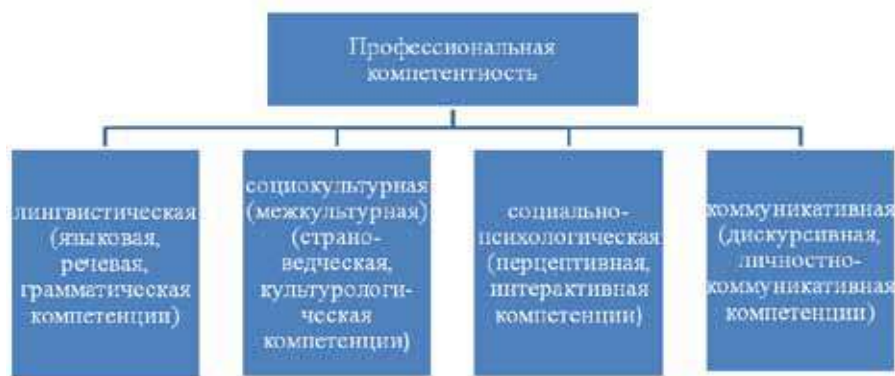 Профессиональная
компетентность
лингвистическая
(языковая,
речевая,
грамматическая
компетенции)
социокультурная
(межкультурная)
(страно-
ведческая,
культурологи-
ческая
компетенции)
социально-
психологическая
(перцептивная,
интерактивная
компетенции)
коммуникативная
(дискурсивная,
личностно-
коммуникативная
компетенции)